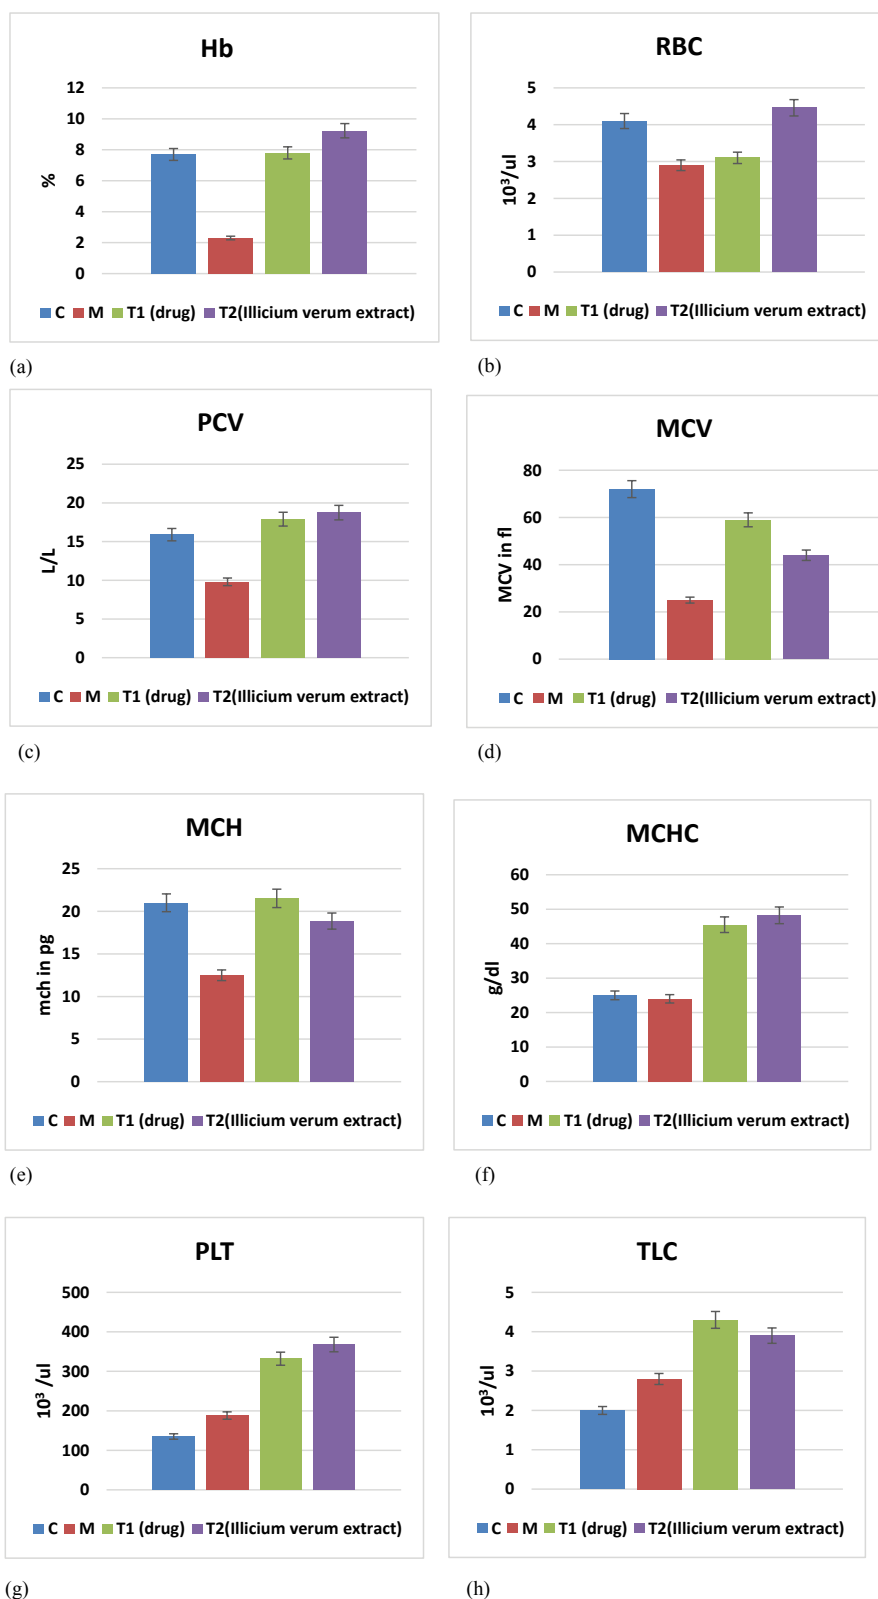 Hb
12
10
8
6
4
2
0
%
C M T1 (drug) T2(Illicium verum extract)
(a)
RBC
5
4
3
2
1
0
10³/ul
C M T1 (drug) T2(Illicium verum extract)
(b)
PCV
25
20
15
10
5
0
L/L
C M T1 (drug) T2(Illicium verum extract)
(c)
MCV
80
60
40
20
0
MCV in fl
C M T1 (drug) T2(Illicium verum extract)
(d)
MCH
25
20
15
10
5
0
mch in pg
C M T1 (drug) T2(Illicium verum extract)
(e)
MCHC
60
50
40
30
20
10
0
g/dl
C M T1 (drug) T2(Illicium verum extract)
(f)
PLT
500
400
300
200
100
0
10³ /ul
C M T1 (drug) T2(Illicium verum extract)
(g)
TLC
5
4
3
2
1
0
10³/ul
C M T1 (drug) T2(Illicium verum extract)
(h)